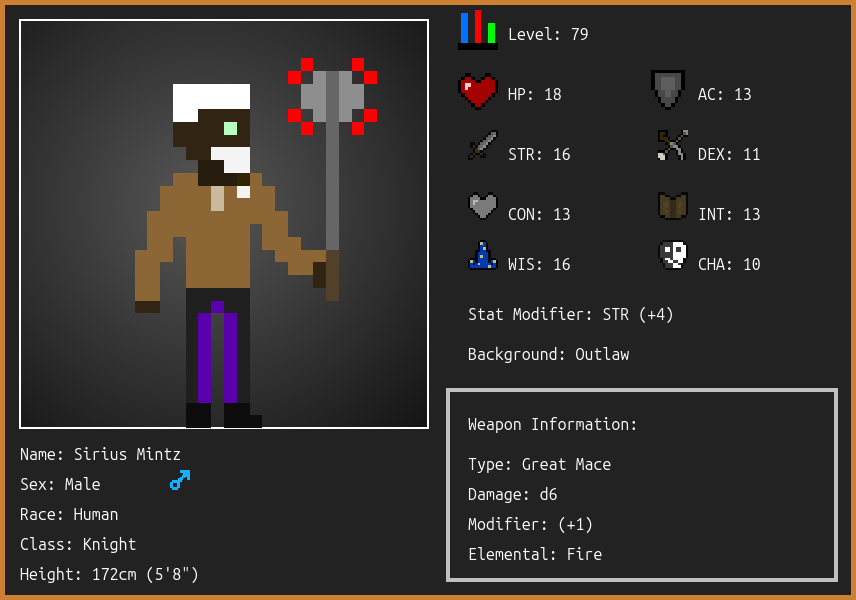 Level: 79
HP: 18
AC: 13
STR: 16
DEX: 11
CON: 13
INT: 13
WIS: 16
CHA: 10
Stat Modifier: STR (+4)
Background: Outlaw
Weapon Information:
Type: Great Mace
Damage: d6
Modifier: (+1)
Elemental: Fire
Name: Sirius Mintz
Sex: Male
Race: Human
Class: Knight
Height: 172cm (5'8")